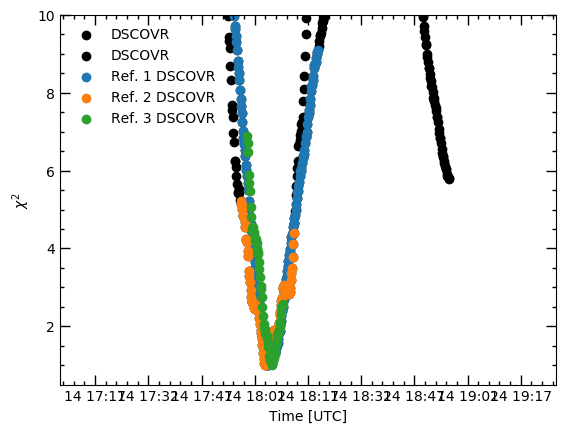 10
8
6
4
2
χ²
DSCOVR
DSCOVR
Ref. 1 DSCOVR
Ref. 2 DSCOVR
Ref. 3 DSCOVR
14 17:17 14 17:32 14 17:47 14 18:02 14 18:17 14 18:32 14 18:47 14 19:02 14 19:17
Time [UTC]